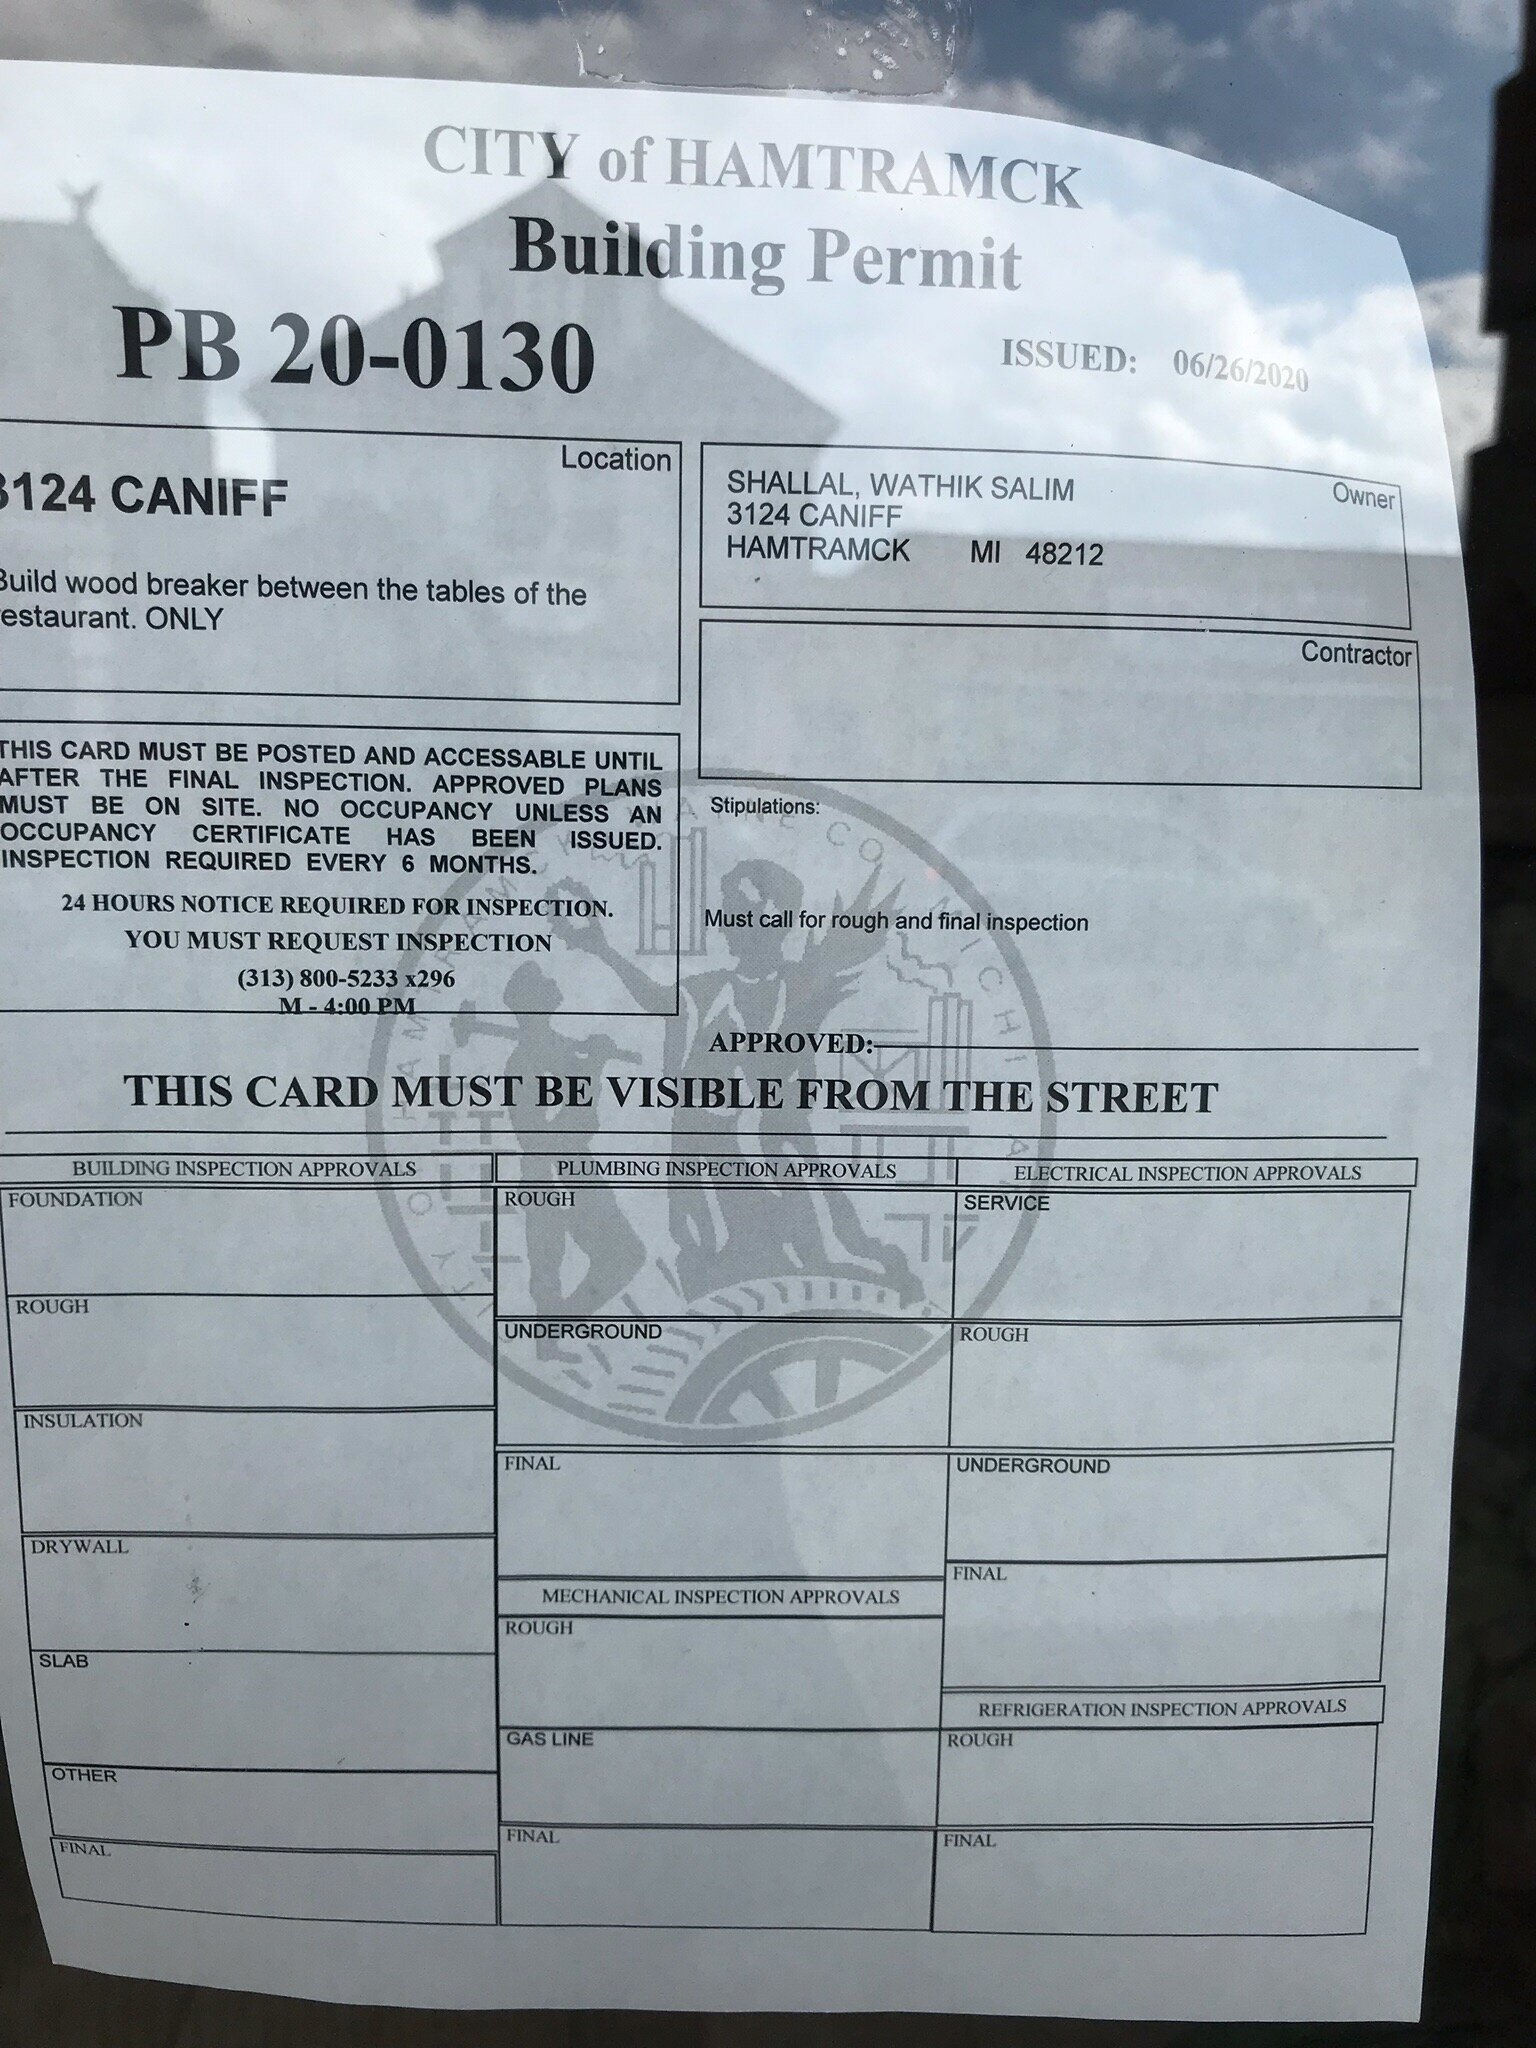 CITY of HAMTRAMCK
Building Permit
PB 20-0130
ISSUED: 06/26/2020
Location
3124 CANIFF
Build wood breaker between the tables of the
restaurant. ONLY
Owner
SHALLAL, WATHIK SALIM
3124 CANIFF
HAMTRAMCK MI 48212
Contractor
THIS CARD MUST BE POSTED AND ACCESSABLE UNTIL
AFTER THE FINAL INSPECTION. APPROVED PLANS
MUST BE ON SITE. NO OCCUPANCY UNLESS AN
OCCUPANCY CERTIFICATE HAS BEEN ISSUED.
INSPECTION REQUIRED EVERY 6 MONTHS.
24 HOURS NOTICE REQUIRED FOR INSPECTION.
YOU MUST REQUEST INSPECTION
(313) 800-5233 x296
M - 4:00 PM
Stipulations:
Must call for rough and final inspection
APPROVED:
THIS CARD MUST BE VISIBLE FROM THE STREET
BUILDING INSPECTION APPROVALS
FOUNDATION
ROUGH
INSULATION
DRYWALL
SLAB
OTHER
FINAL
PLUMBING INSPECTION APPROVALS
ROUGH
UNDERGROUND
FINAL
MECHANICAL INSPECTION APPROVALS
ROUGH
GAS LINE
FINAL
ELECTRICAL INSPECTION APPROVALS
SERVICE
ROUGH
UNDERGROUND
FINAL
REFRIGERATION INSPECTION APPROVALS
ROUGH
FINAL